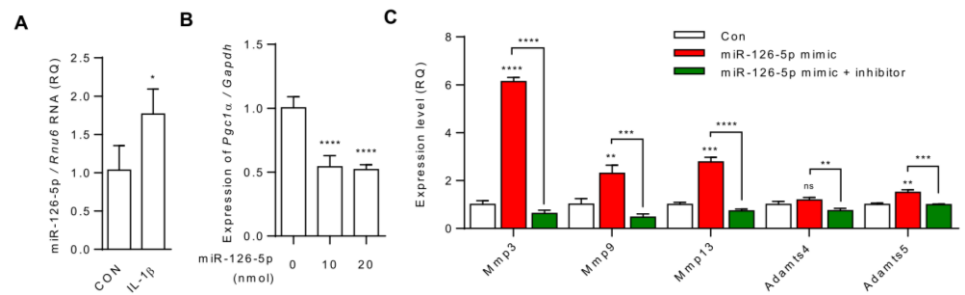 A
miR-126-5p / Rnu6 RNA (RQ)
2.5
2.0
1.5
1.0
0.5
0.0
*
CON
IL-1β
B
Expression of Pgc1α / Gapdh
1.5
1.0
0.5
0.0
****
****
miR-126-5p 0 10 20
(nmol)
C
Expression level (RQ)
8
6
4
2
0
Con
miR-126-5p mimic
miR-126-5p mimic + inhibitor
****
****
**
***
***
****
ns
**
**
***
Mmp3
Mmp9
Mmp13
Adamts4
Adamts5